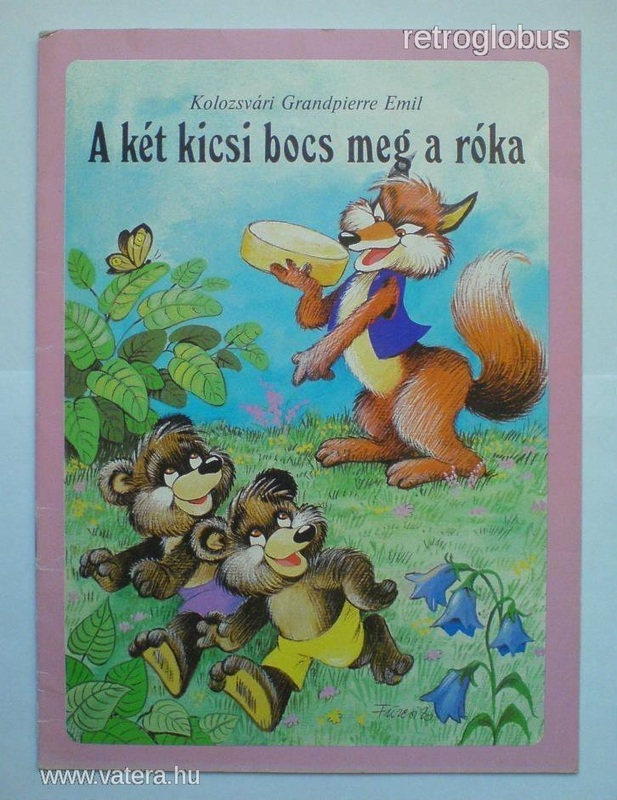 retroglobus
Kolozsvári Grandpierre Emil
A két kicsi bocs meg a róka
www.vatera.hu